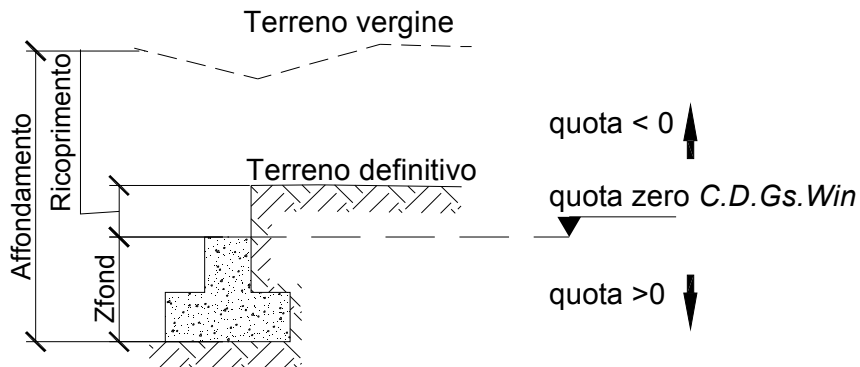 Terreno vergine
Affondamento
Ricoprimento
quota < 0
Terreno definitivo
quota zero C.D.Gs.Win
Zfond
quota >0